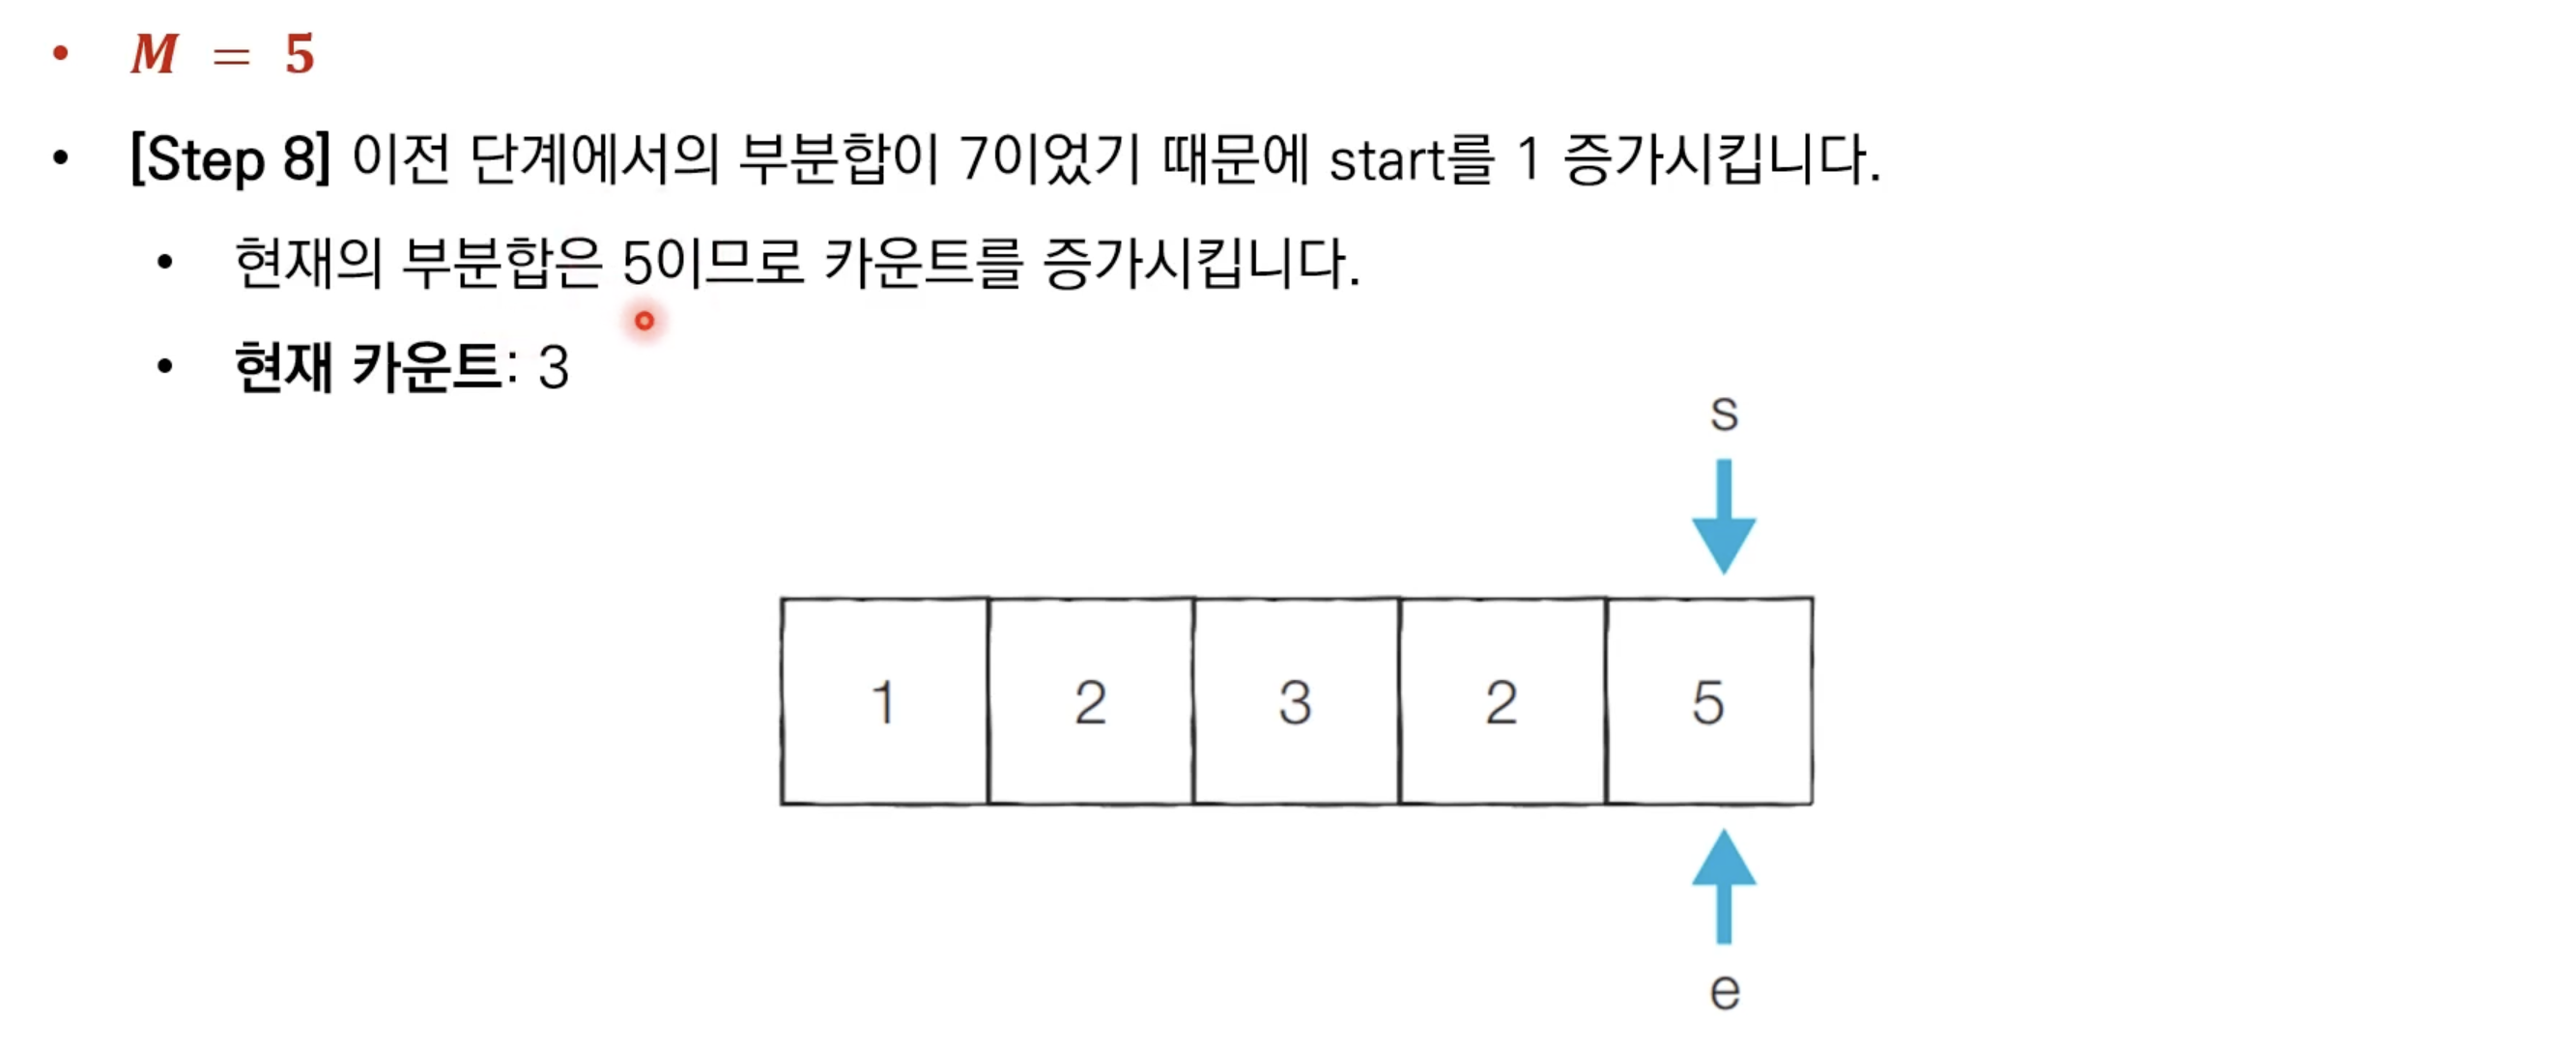 • M = 5
• [Step 8] 이전 단계에서의 부분합이 7이었기 때문에 start를 1 증가시킵니다.
• 현재의 부분합은 5이므로 카운트를 증가시킵니다.
• 현재 카운트: 3
s
1 2 3 2 5
e